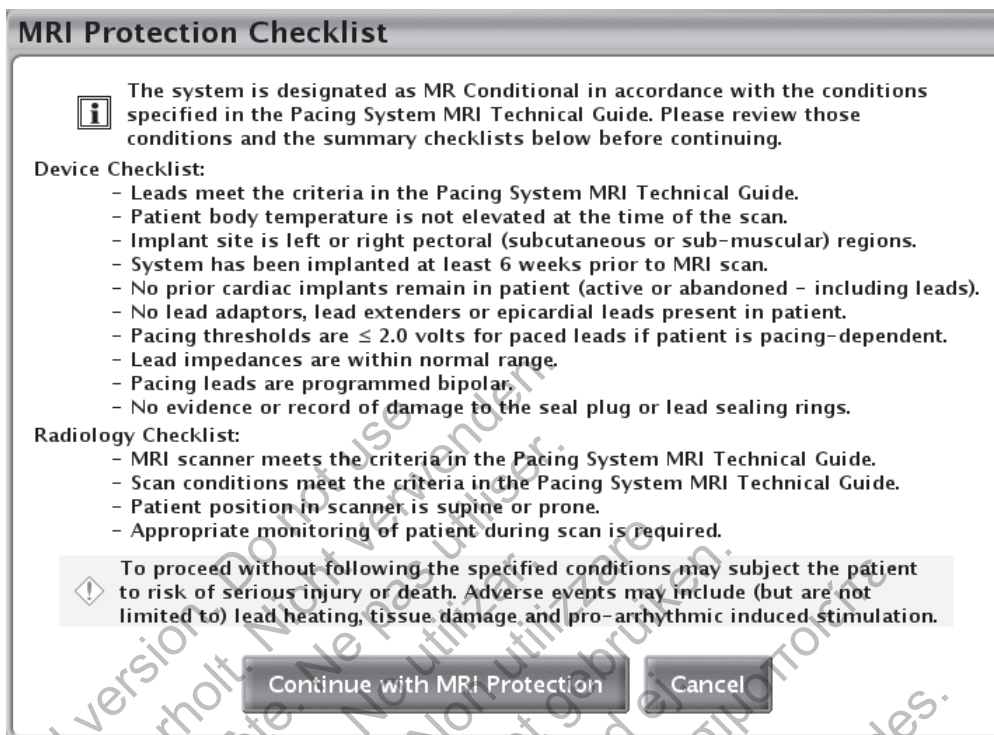 MRI Protection Checklist
The system is designated as MR Conditional in accordance with the conditions
specified in the Pacing System MRI Technical Guide. Please review those
conditions and the summary checklists below before continuing.
Device Checklist:
- Leads meet the criteria in the Pacing System MRI Technical Guide.
- Patient body temperature is not elevated at the time of the scan.
- Implant site is left or right pectoral (subcutaneous or sub-muscular) regions.
- System has been implanted at least 6 weeks prior to MRI scan.
- No prior cardiac implants remain in patient (active or abandoned - including leads).
- No lead adaptors, lead extenders or epicardial leads present in patient.
- Pacing thresholds are ≤ 2.0 volts for paced leads if patient is pacing-dependent.
- Lead impedances are within normal range.
- Pacing leads are programmed bipolar.
- No evidence or record of damage to the seal plug or lead sealing rings.
Radiology Checklist:
- MRI scanner meets the criteria in the Pacing System MRI Technical Guide.
- Scan conditions meet the criteria in the Pacing System MRI Technical Guide.
- Patient position in scanner is supine or prone.
- Appropriate monitoring of patient during scan is required.
To proceed without following the specified conditions may subject the patient
to risk of serious injury or death. Adverse events may include (but are not
limited to) lead heating, tissue damage and pro-arrhythmic induced stimulation.
Continue with MRI Protection
Cancel
Do not use.
utiliser.
utilizar.
gebruiken.